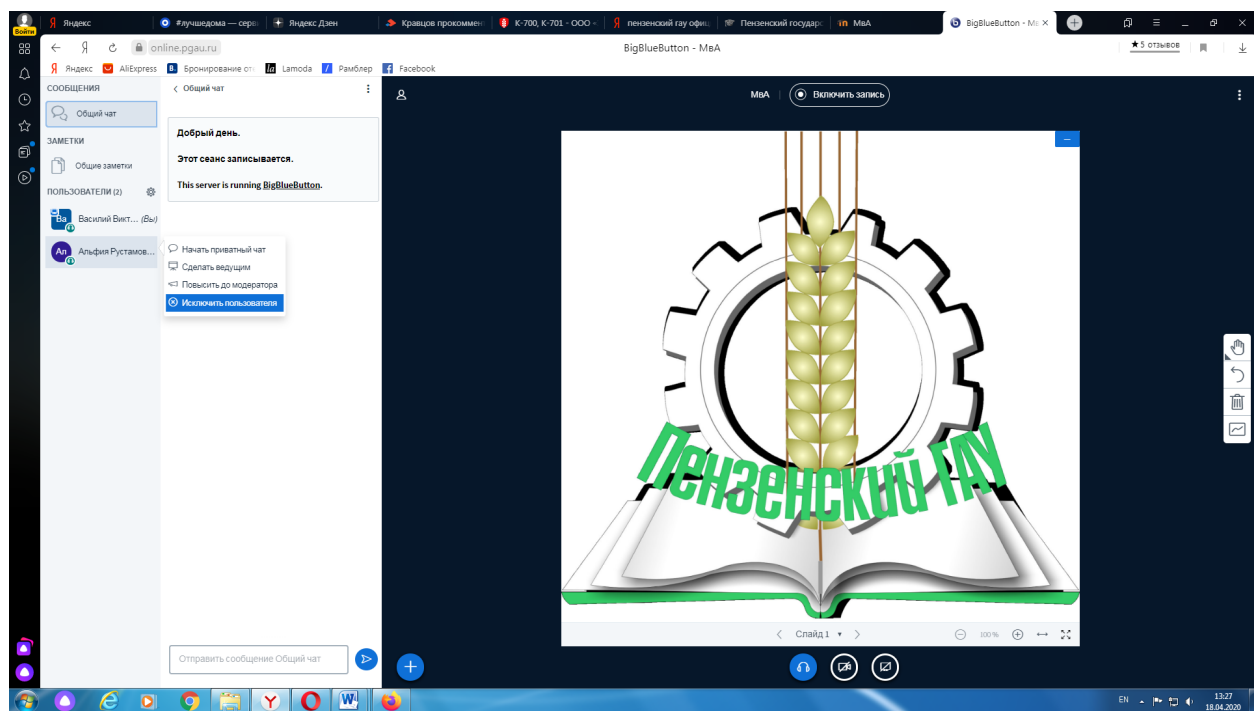 Войти
Яндекс
#лучшедома — серв
Яндекс Дзен
Кравцов прокоммен
К-700, К-701 - ООО «
пензенский гау офиц
Пензенский государс
МвА
BigBlueButton - Мв
online.pgau.ru
BigBlueButton - МвА
★5 отзывов
Яндекс
AliExpress
Бронирование от
Lamoda
Рамблер
Facebook
СООБЩЕНИЯ
Общий чат
ЗАМЕТКИ
Общие заметки
ПОЛЬЗОВАТЕЛИ (2)
Ва
Василий Викт... (Вы)
Ал
Альфия Рустамов...
Общий чат
Добрый день.
Этот сеанс записывается.
This server is running BigBlueButton.
Начать приватный чат
Сделать ведущим
Повысить до модератора
Исключить пользователя
Отправить сообщение Общий чат
МвА
Включить запись
Пензенский ГАУ
Слайд 1
100%
EN
13:27
18.04.2020